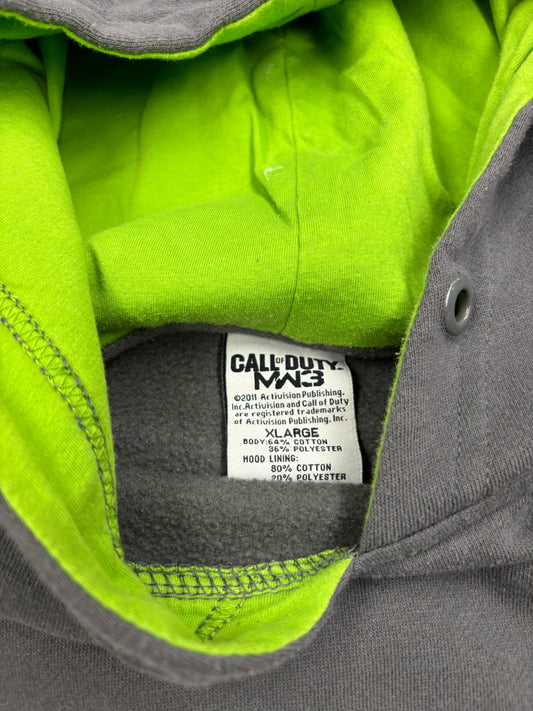 CALL OF DUTY
MW3
©2011 Activision Publishing,
Inc.Activision and Call of Duty
are registered trademarks
of Activision Publishing, Inc.
XLARGE
BODY:64% COTTON
36% POLYESTER
HOOD LINING:
80% COTTON
20% POLYESTER